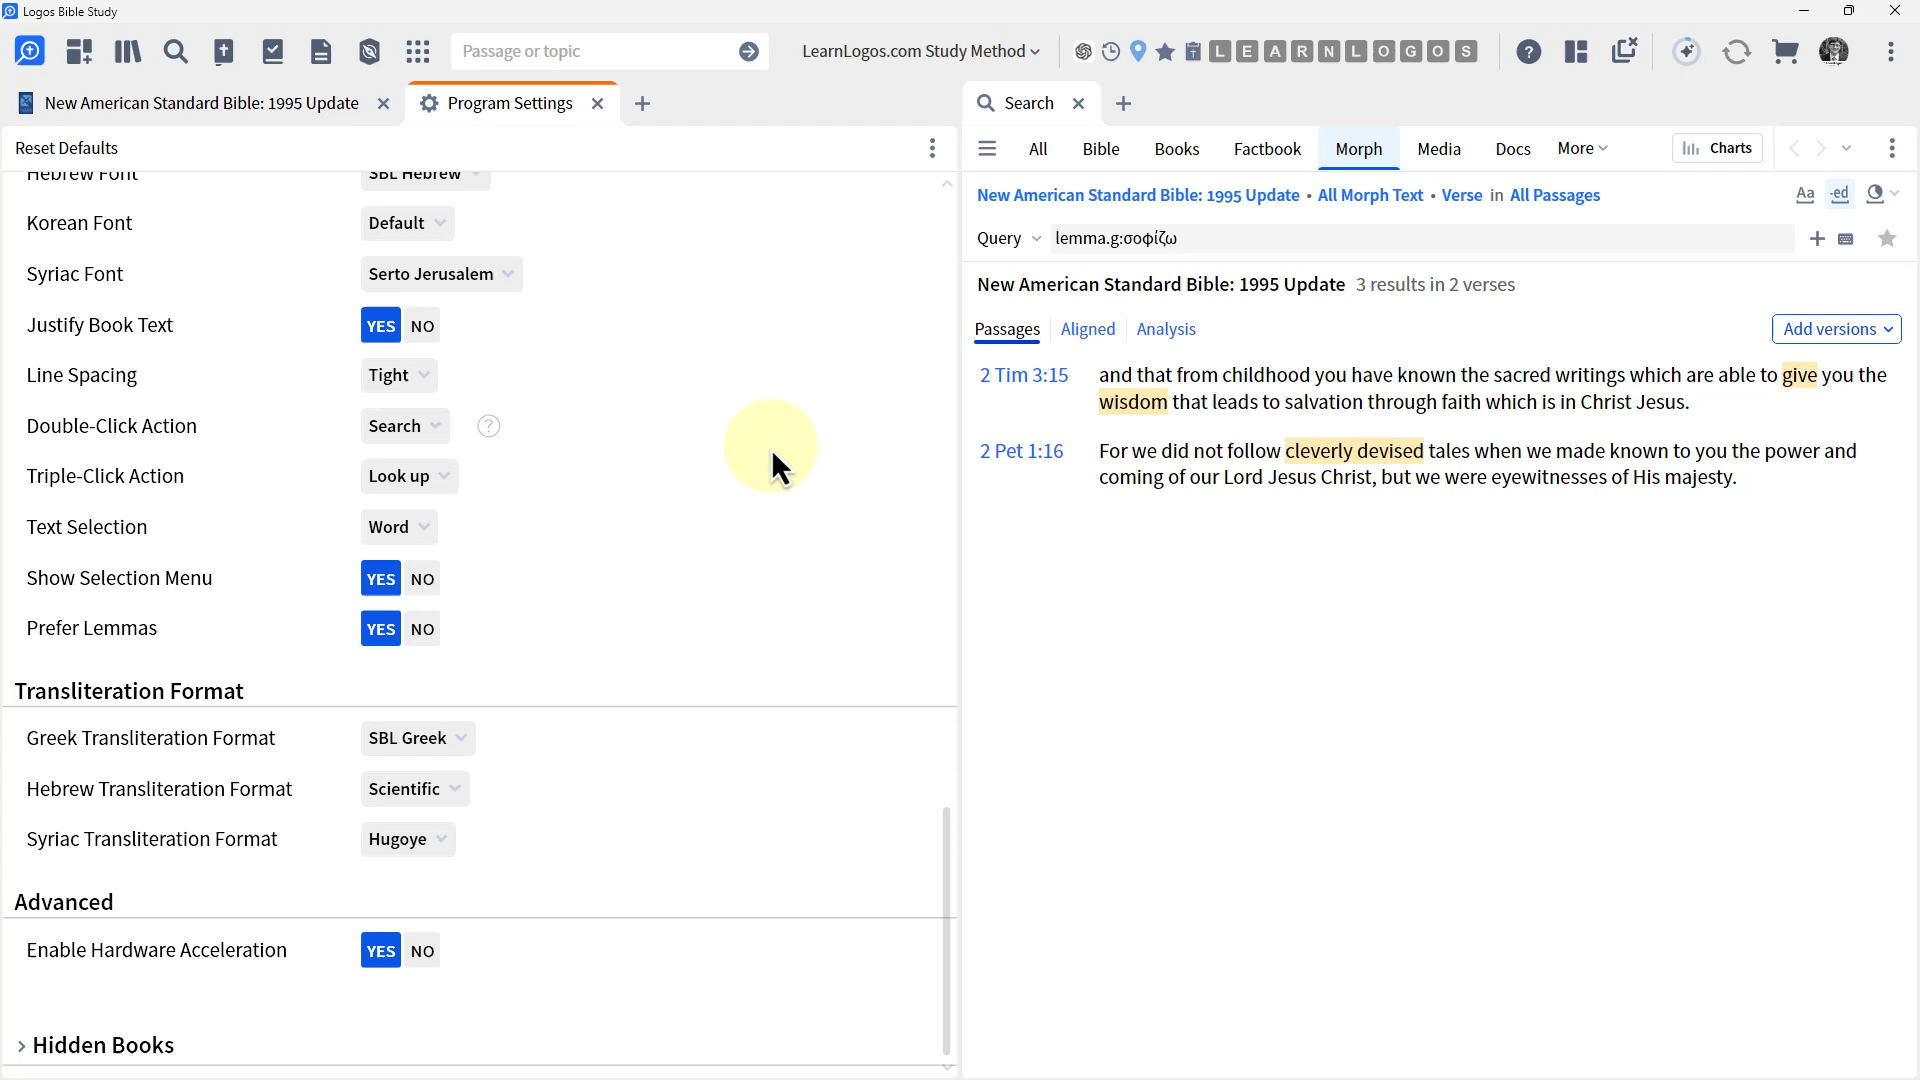 Logos Bible Study
Passage or topic
LearnLogos.com Study Method
L E A R N L O G O S
New American Standard Bible: 1995 Update
Program Settings
Reset Defaults
Hebrew Font SBL Hebrew
Korean Font Default
Syriac Font Serto Jerusalem
Justify Book Text YES NO
Line Spacing Tight
Double-Click Action Search ?
Triple-Click Action Look up
Text Selection Word
Show Selection Menu YES NO
Prefer Lemmas YES NO
Transliteration Format
Greek Transliteration Format SBL Greek
Hebrew Transliteration Format Scientific
Syriac Transliteration Format Hugoye
Advanced
Enable Hardware Acceleration YES NO
Hidden Books
Search
All Bible Books Factbook Morph Media Docs More Charts
New American Standard Bible: 1995 Update • All Morph Text • Verse in All Passages Aa -ed
Query lemma.g:σοφίζω
New American Standard Bible: 1995 Update 3 results in 2 verses
Passages Aligned Analysis Add versions
2 Tim 3:15 and that from childhood you have known the sacred writings which are able to give you the
wisdom that leads to salvation through faith which is in Christ Jesus.
2 Pet 1:16 For we did not follow cleverly devised tales when we made known to you the power and
coming of our Lord Jesus Christ, but we were eyewitnesses of His majesty.